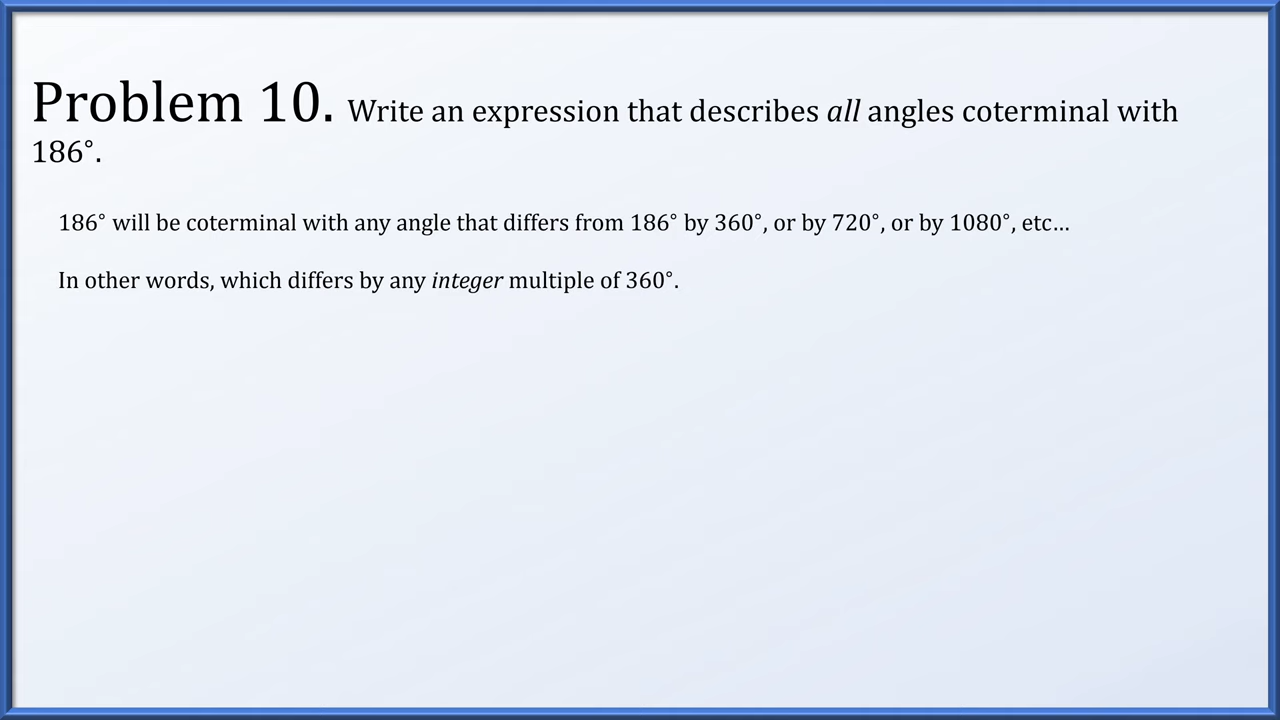 Problem 10. Write an expression that describes all angles coterminal with
186°.
186° will be coterminal with any angle that differs from 186° by 360°, or by 720°, or by 1080°, etc…
In other words, which differs by any integer multiple of 360°.